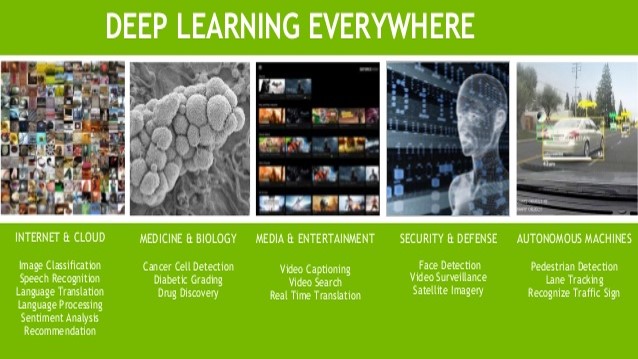 DEEP LEARNING EVERYWHERE
INTERNET & CLOUD
Image Classification
Speech Recognition
Language Translation
Language Processing
Sentiment Analysis
Recommendation
MEDICINE & BIOLOGY
Cancer Cell Detection
Diabetic Grading
Drug Discovery
MEDIA & ENTERTAINMENT
Video Captioning
Video Search
Real Time Translation
SECURITY & DEFENSE
Face Detection
Video Surveillance
Satellite Imagery
AUTONOMOUS MACHINES
Pedestrian Detection
Lane Tracking
Recognize Traffic Sign